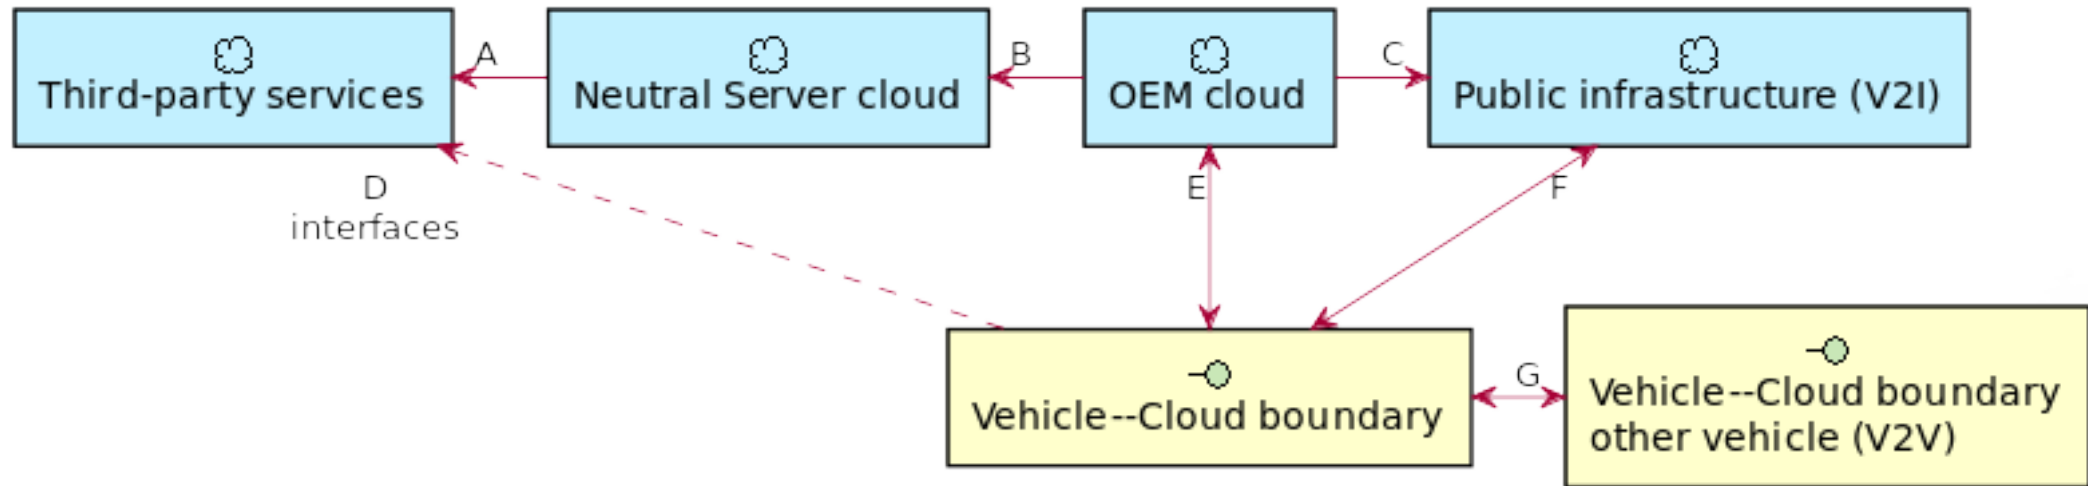 Third-party services
A
Neutral Server cloud
B
OEM cloud
C
Public infrastructure (V2I)
D
interfaces
E
F
Vehicle--Cloud boundary
G
Vehicle--Cloud boundary
other vehicle (V2V)